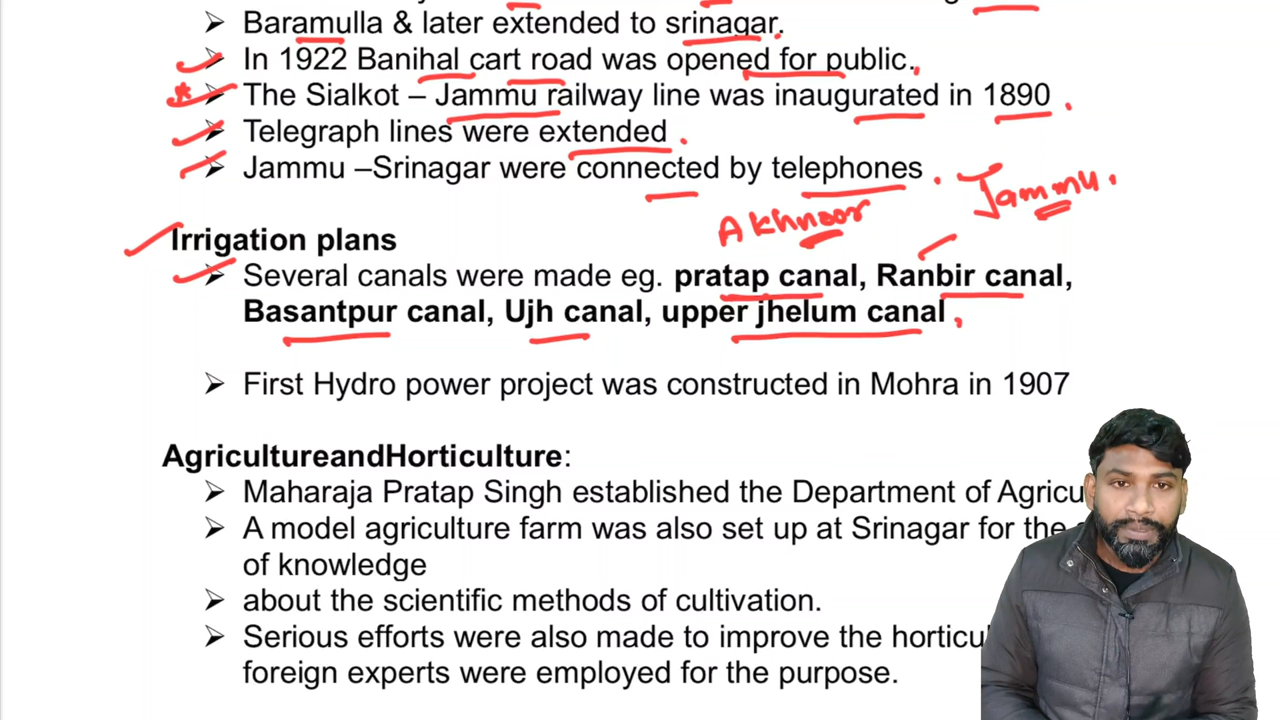 Baramulla & later extended to srinagar.
In 1922 Banihal cart road was opened for public.
The Sialkot – Jammu railway line was inaugurated in 1890
Telegraph lines were extended
Jammu –Srinagar were connected by telephones
Jammu.
Akhnoor
Irrigation plans
Several canals were made eg. pratap canal, Ranbir canal,
Basantpur canal, Ujh canal, upper jhelum canal
First Hydro power project was constructed in Mohra in 1907
AgricultureandHorticulture:
Maharaja Pratap Singh established the Department of Agricu
A model agriculture farm was also set up at Srinagar for the
of knowledge
about the scientific methods of cultivation.
Serious efforts were also made to improve the horticul
foreign experts were employed for the purpose.